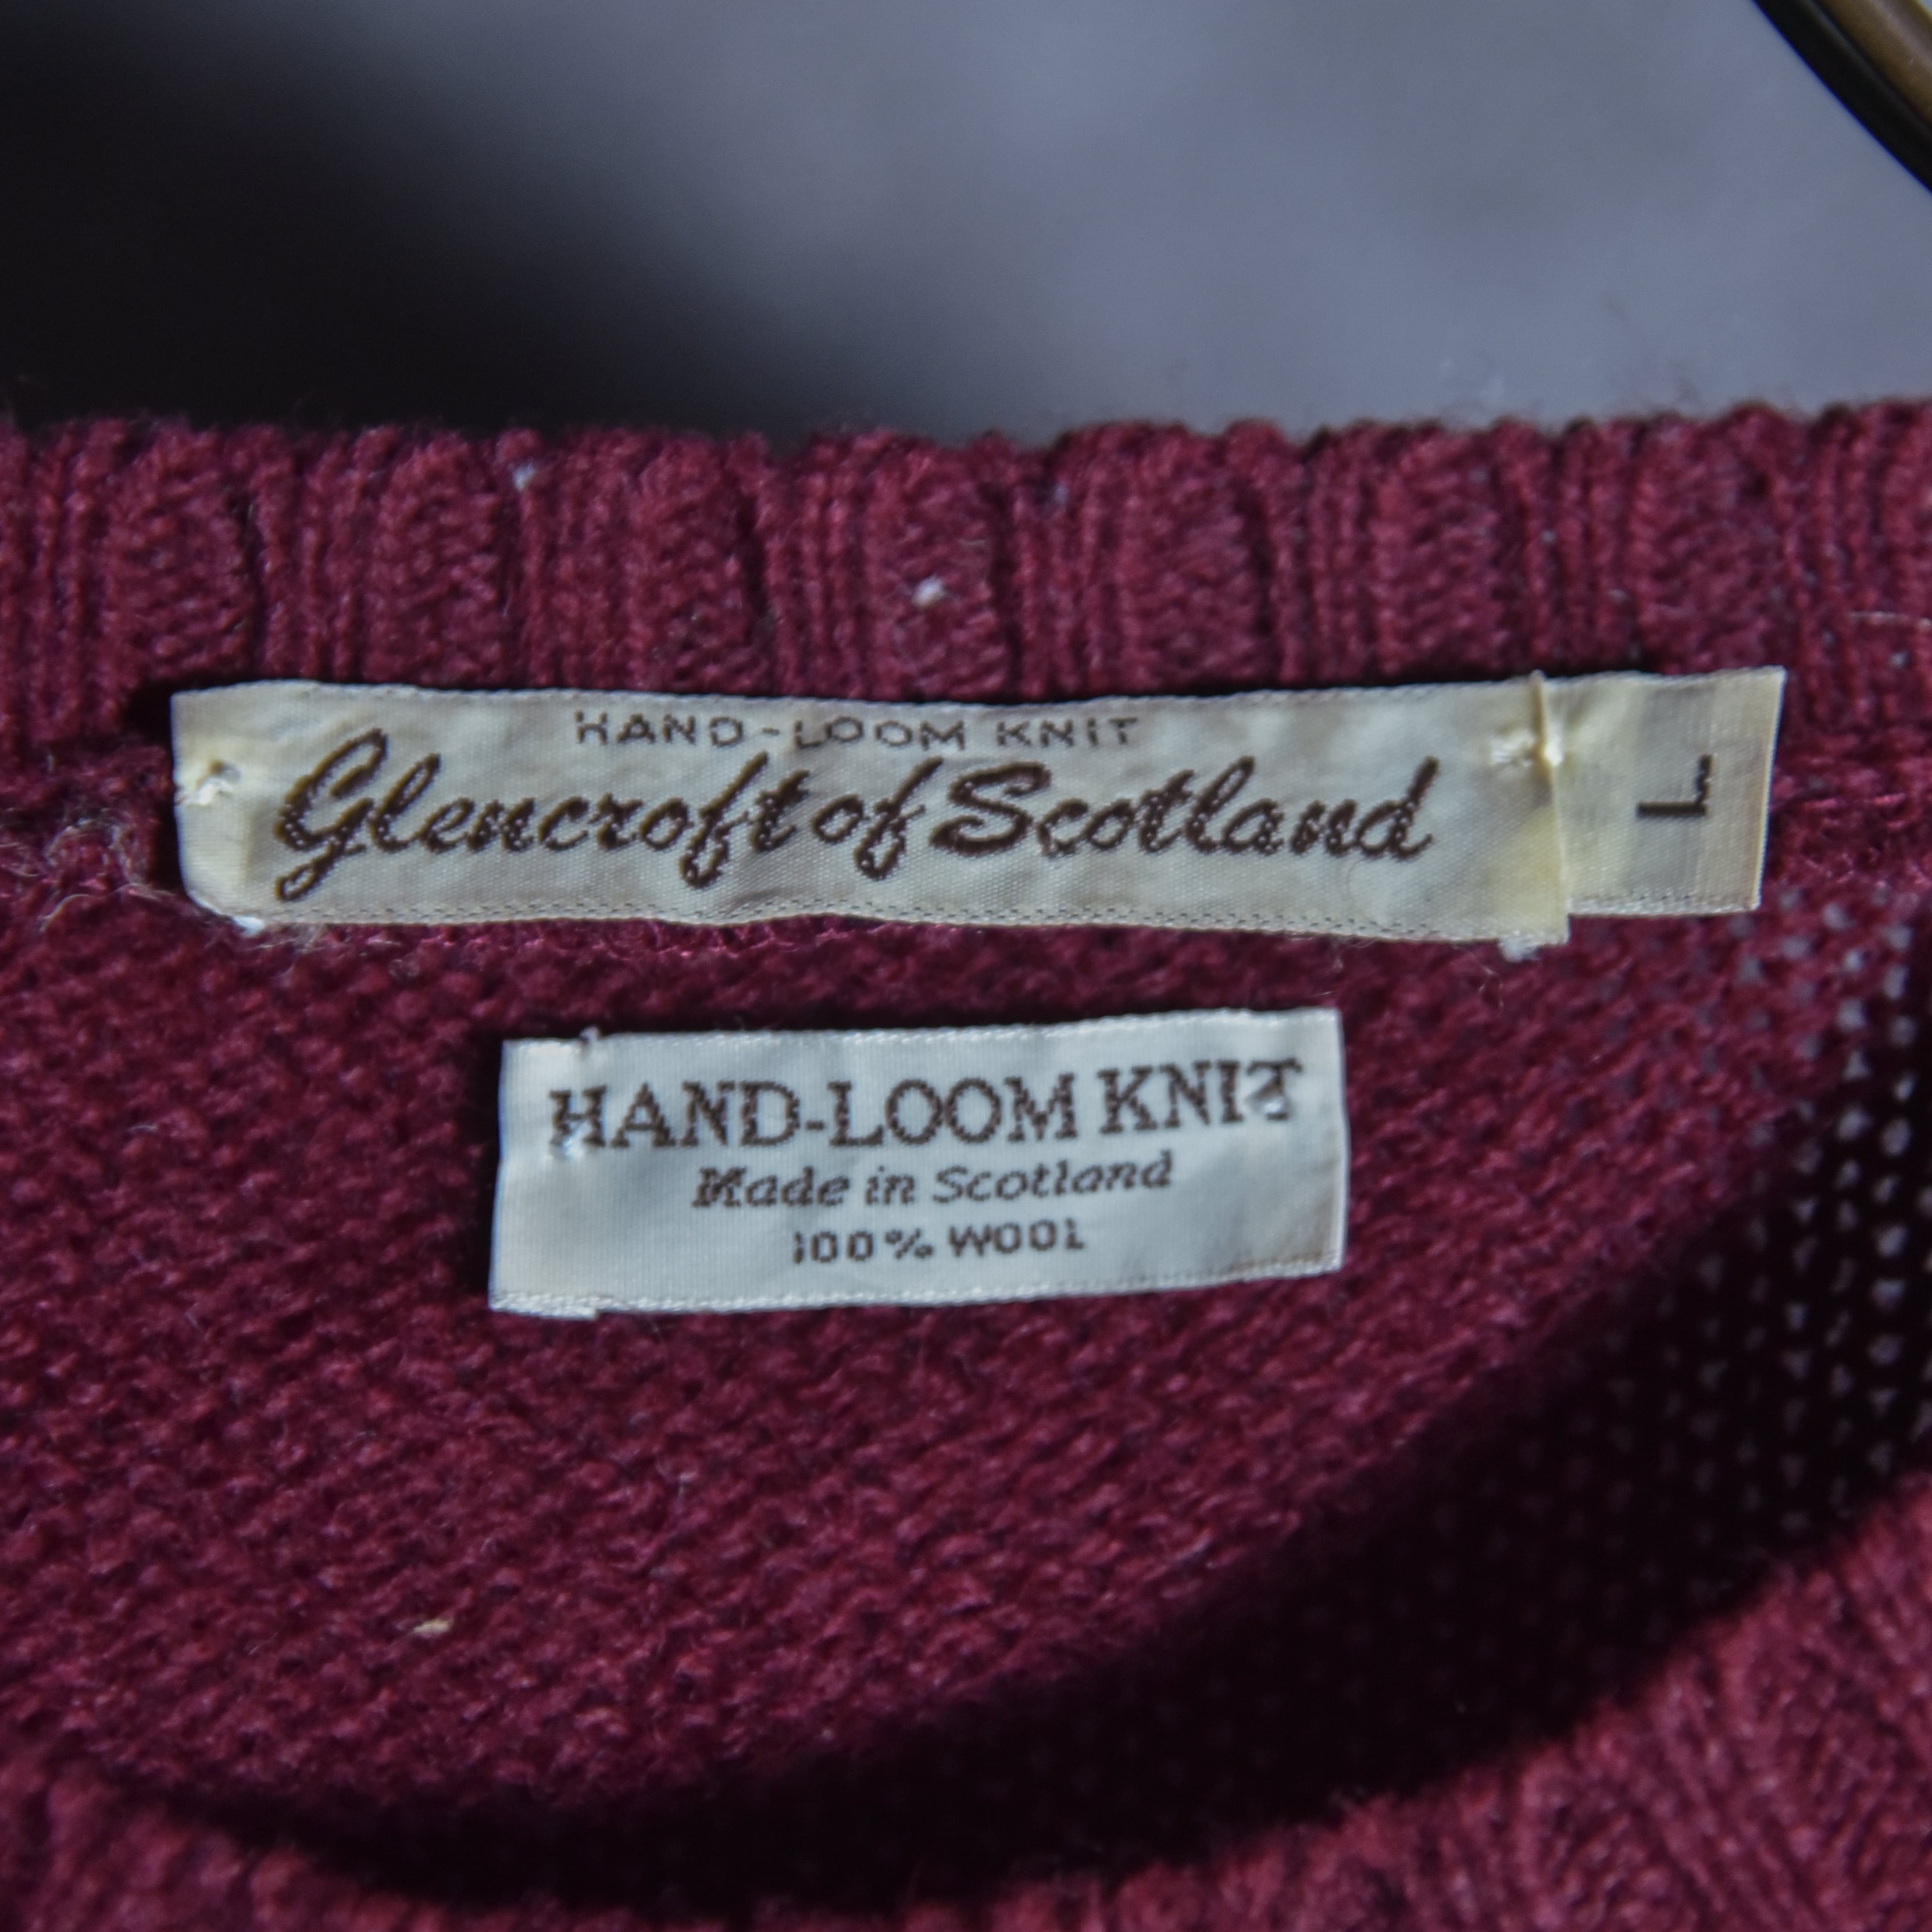 HAND-LOOM KNIT
Glencroft of Scotland
L
HAND-LOOM KNIT
Made in Scotland
100% WOOL